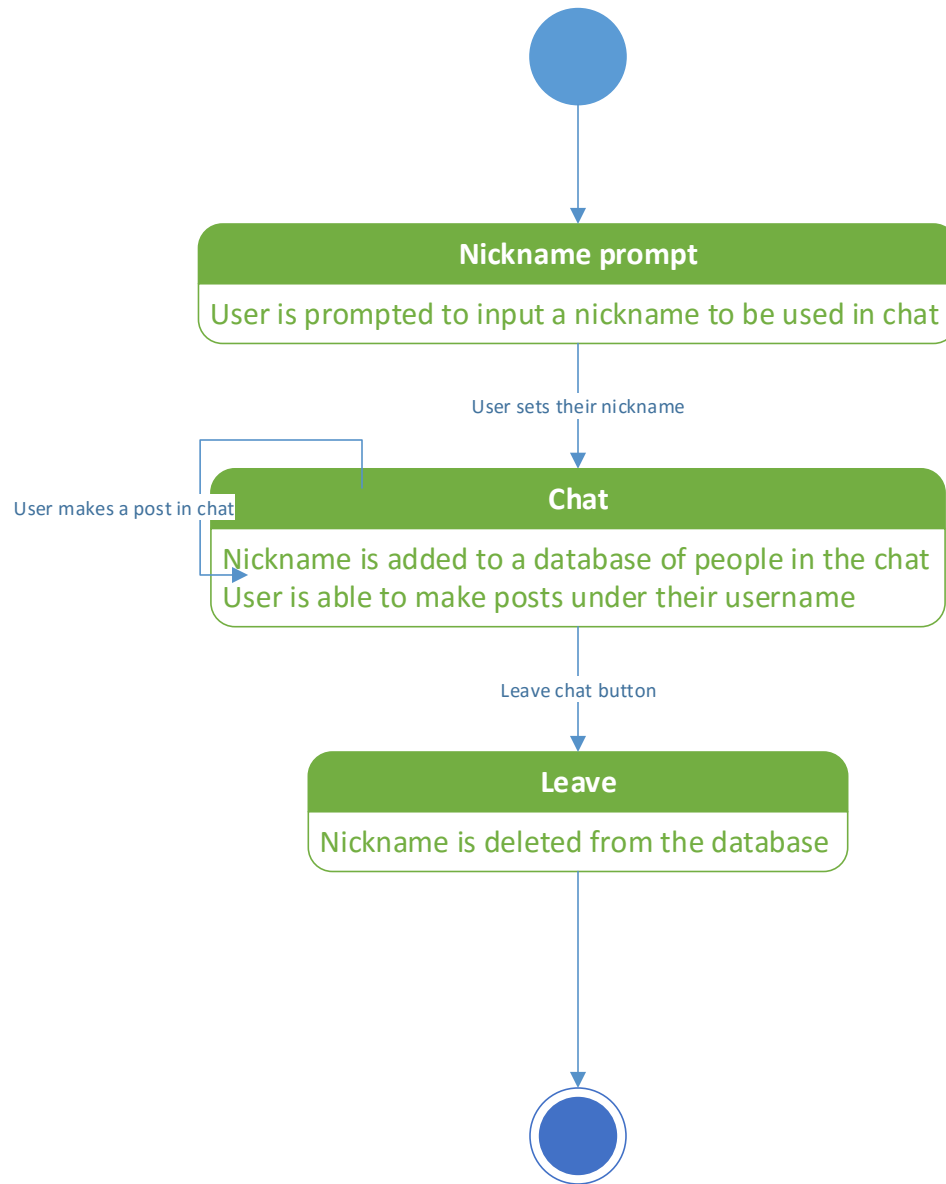 Nickname prompt
User is prompted to input a nickname to be used in chat
User sets their nickname
User makes a post in chat
Chat
Nickname is added to a database of people in the chat
User is able to make posts under their username
Leave chat button
Leave
Nickname is deleted from the database